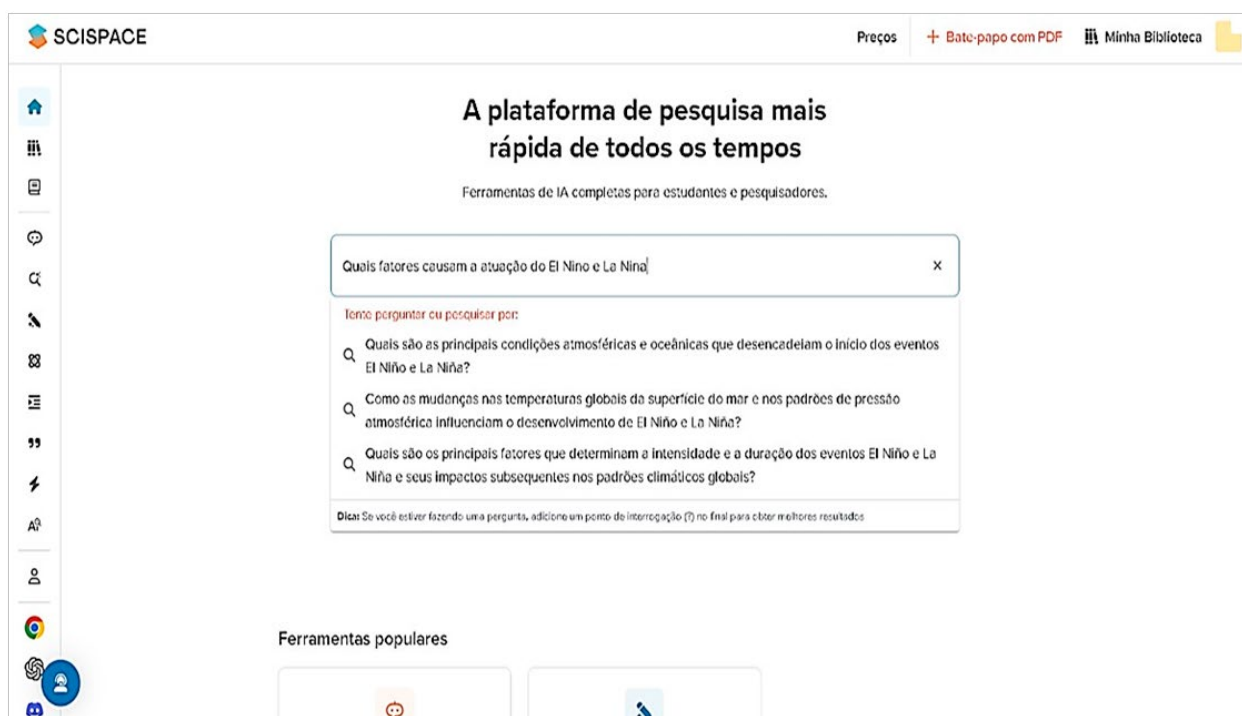 SCISPACE
Preços
+ Bate-papo com PDF
Minha Biblioteca
A plataforma de pesquisa mais
rápida de todos os tempos
Ferramentas de IA completas para estudantes e pesquisadores.
Quais fatores causam a atuação do El Nino e La Nina
Tente perguntar ou pesquisar por:
Quais são as principais condições atmosféricas e oceânicas que desencadeiam o início dos eventos
El Niño e La Niña?
Como as mudanças nas temperaturas globais da superfície do mar e nos padrões de pressão
atmosférica influenciam o desenvolvimento de El Niño e La Niña?
Quais são os principais fatores que determinam a intensidade e a duração dos eventos El Niño e La
Niña e seus impactos subsequentes nos padrões climáticos globais?
Dica: Se você estiver fazendo uma pergunta, adicione um ponto de interrogação (?) no final para obter melhores resultados
Ferramentas populares